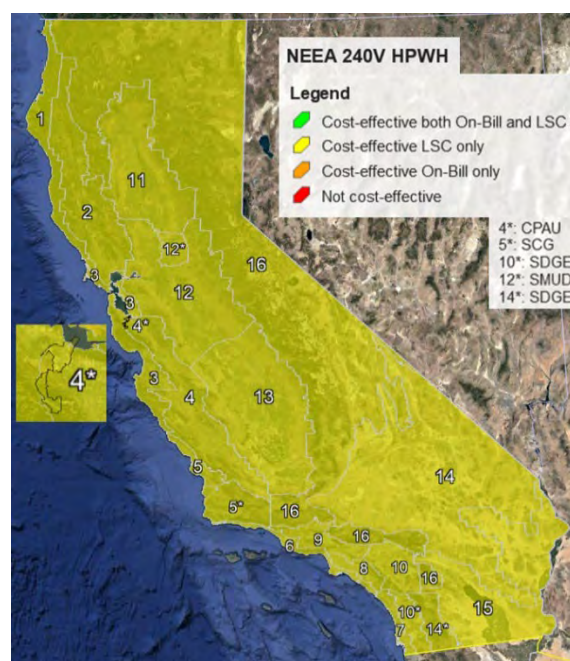 NEEA 240V HPWH
Legend
Cost-effective both On-Bill and LSC
Cost-effective LSC only
Cost-effective On-Bill only
Not cost-effective
4*: CPAU
5*: SCG
10*: SDGE
12*: SMUD
14*: SDGE
1
11
2
12*
16
3
12
3
4*
4*
3
4
13
5
14
5*
16
16
6
9
8
10
16
10*
15
7
14*